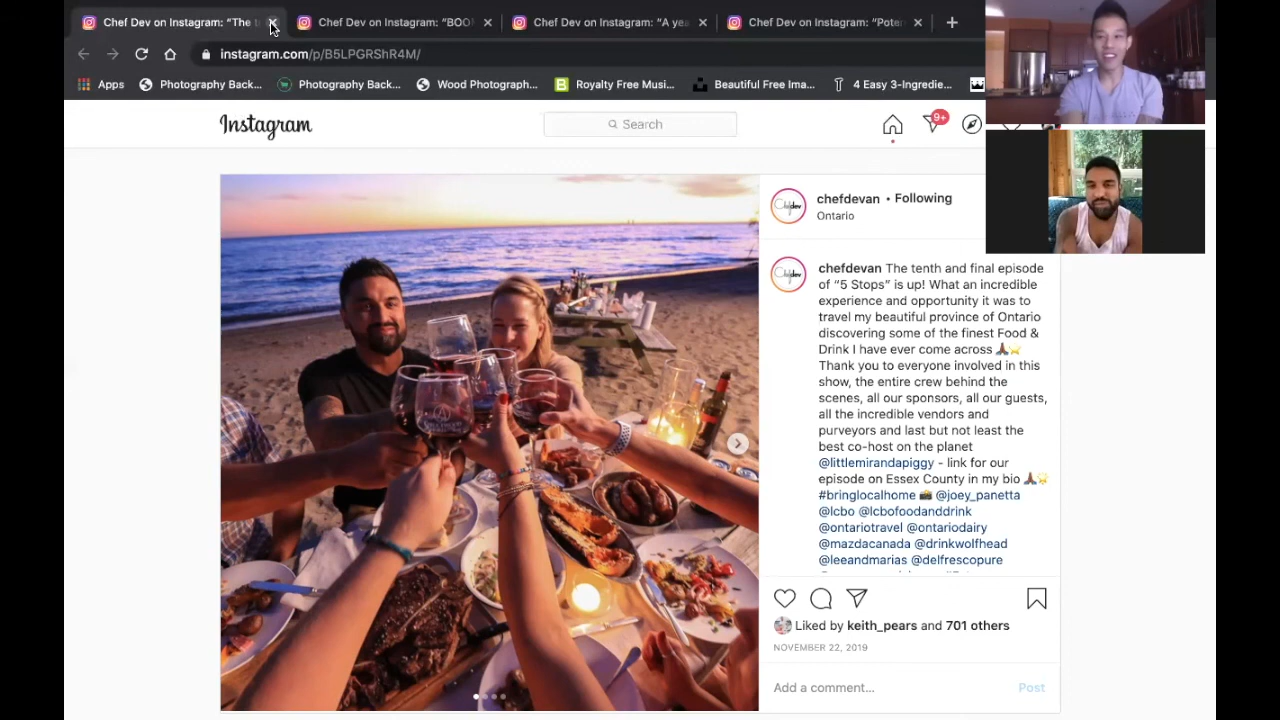 Chef Dev on Instagram: “The t
Chef Dev on Instagram: “BOO
Chef Dev on Instagram: “A yea
Chef Dev on Instagram: “Poter
instagram.com/p/B5LPGRShR4M/
Apps
Photography Back...
Photography Back...
Wood Photograph...
Royalty Free Musi...
Beautiful Free Ima...
4 Easy 3-Ingredie...
Instagram
Search
9+
chefdevan • Following
Ontario
chefdevan The tenth and final episode
of “5 Stops” is up! What an incredible
experience and opportunity it was to
travel my beautiful province of Ontario
discovering some of the finest Food &
Drink I have ever come across 🙏🏾💫
Thank you to everyone involved in this
show, the entire crew behind the
scenes, all our sponsors, all our guests,
all the incredible vendors and
purveyors and last but not least the
best co-host on the planet
@littlemirandapiggy - link for our
episode on Essex County in my bio 🙏🏾💫
#bringlocalhome 📸 @joey_panetta
@lcbo @lcbofoodanddrink
@ontariotravel @ontariodairy
@mazdacanada @drinkwolfhead
@leeandmarias @delfrescopure
Liked by keith_pears and 701 others
NOVEMBER 22, 2019
Add a comment...
Post